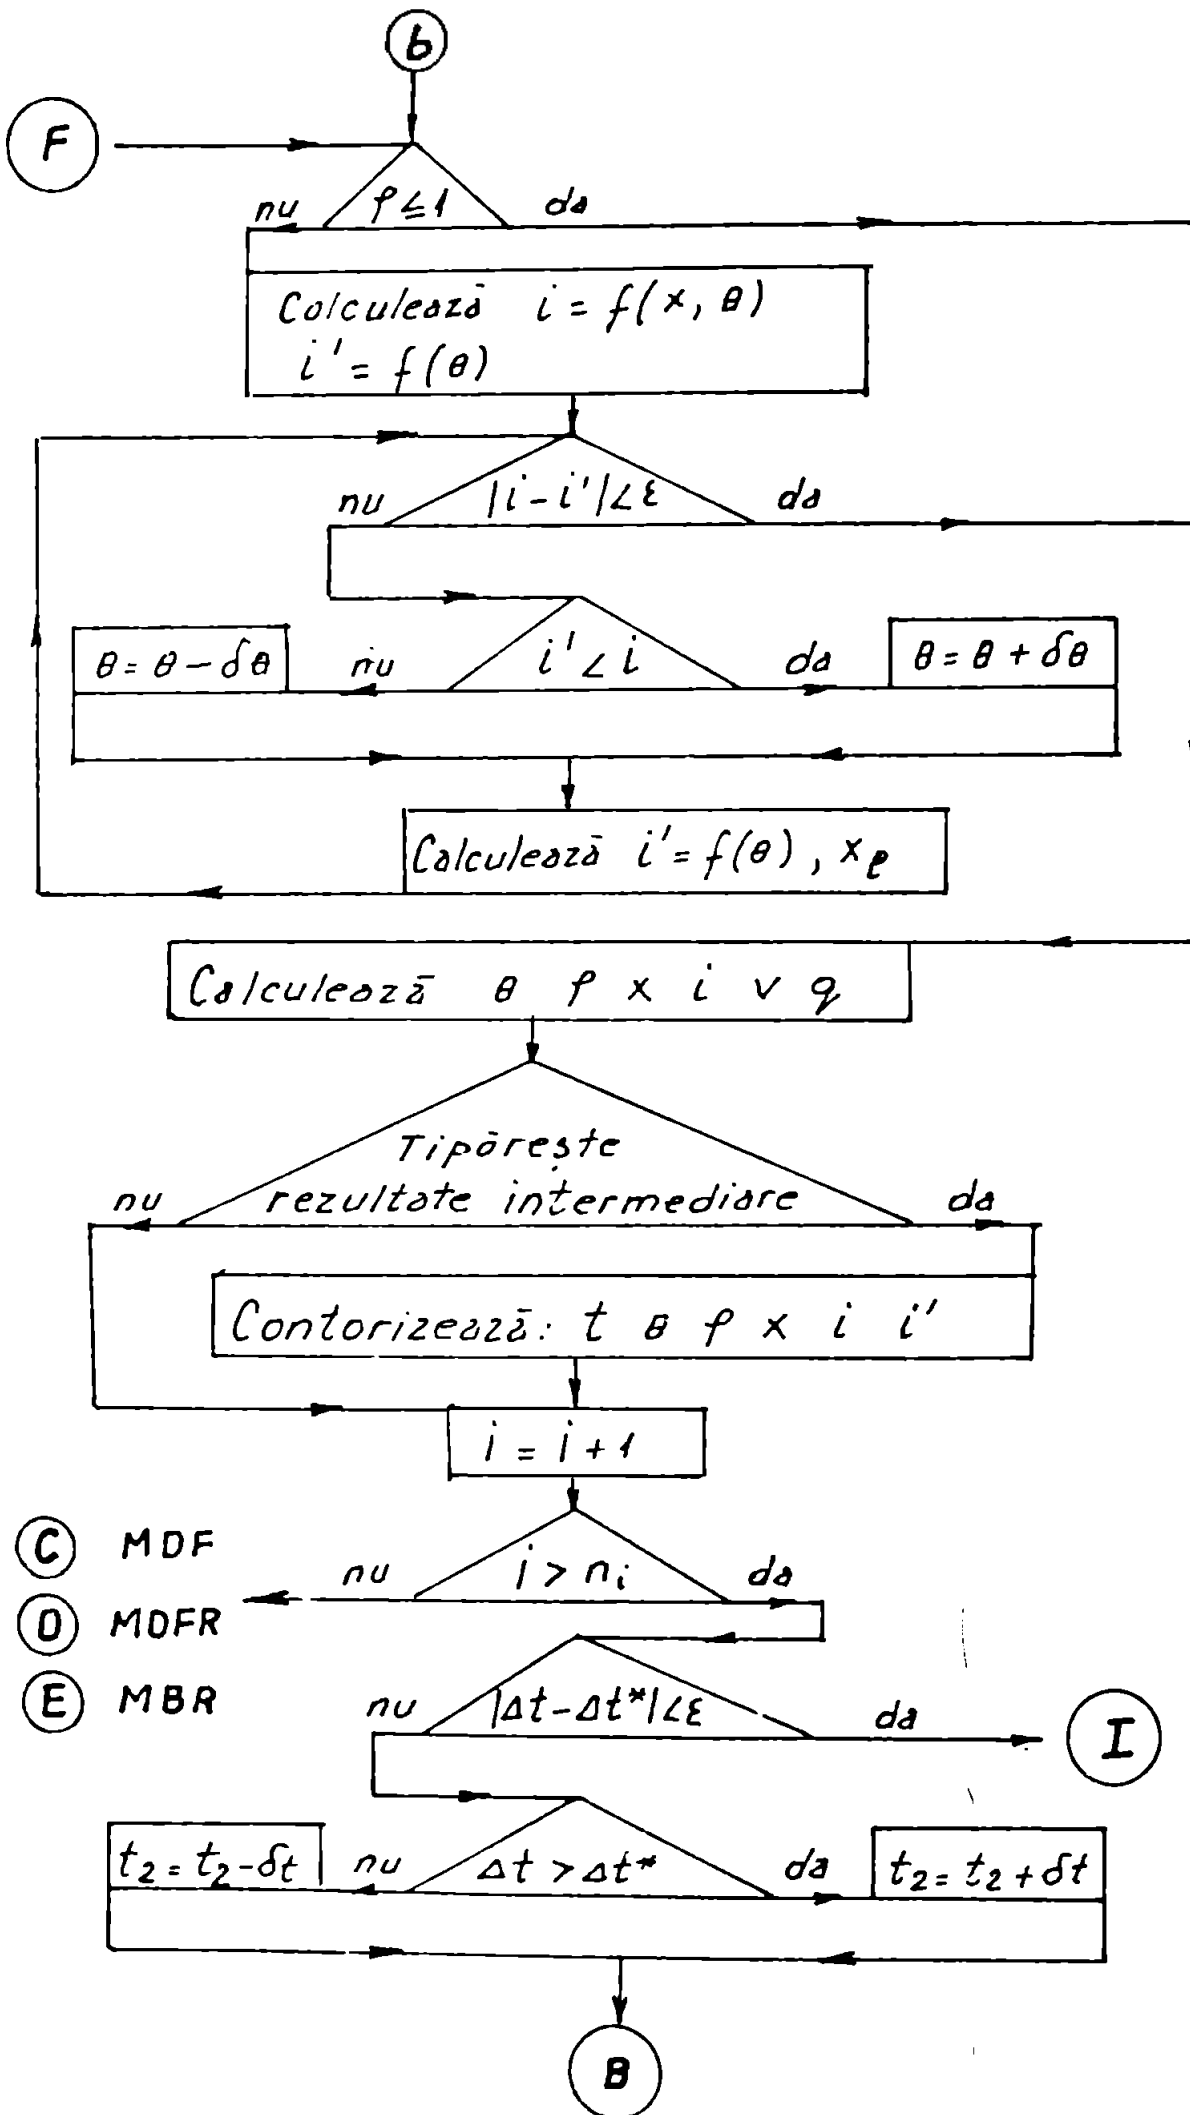 b
F
nu φ ≤ 1 da
Calculează i = f(x, θ)
i' = f(θ)
nu |i - i'| < ε da
θ = θ - δθ nu i' < i da θ = θ + δθ
Calculează i' = f(θ), x_e
Calculează θ φ x i v q
Tipărește
nu rezultate intermediare da
Contorizează: t θ φ x i i'
j = j + 1
C MDF
nu j > n_i da
D MDFR
E MBR
nu |Δt - Δt*| < ε da I
t₂ = t₂ - δt nu Δt > Δt* da t₂ = t₂ + δt
B